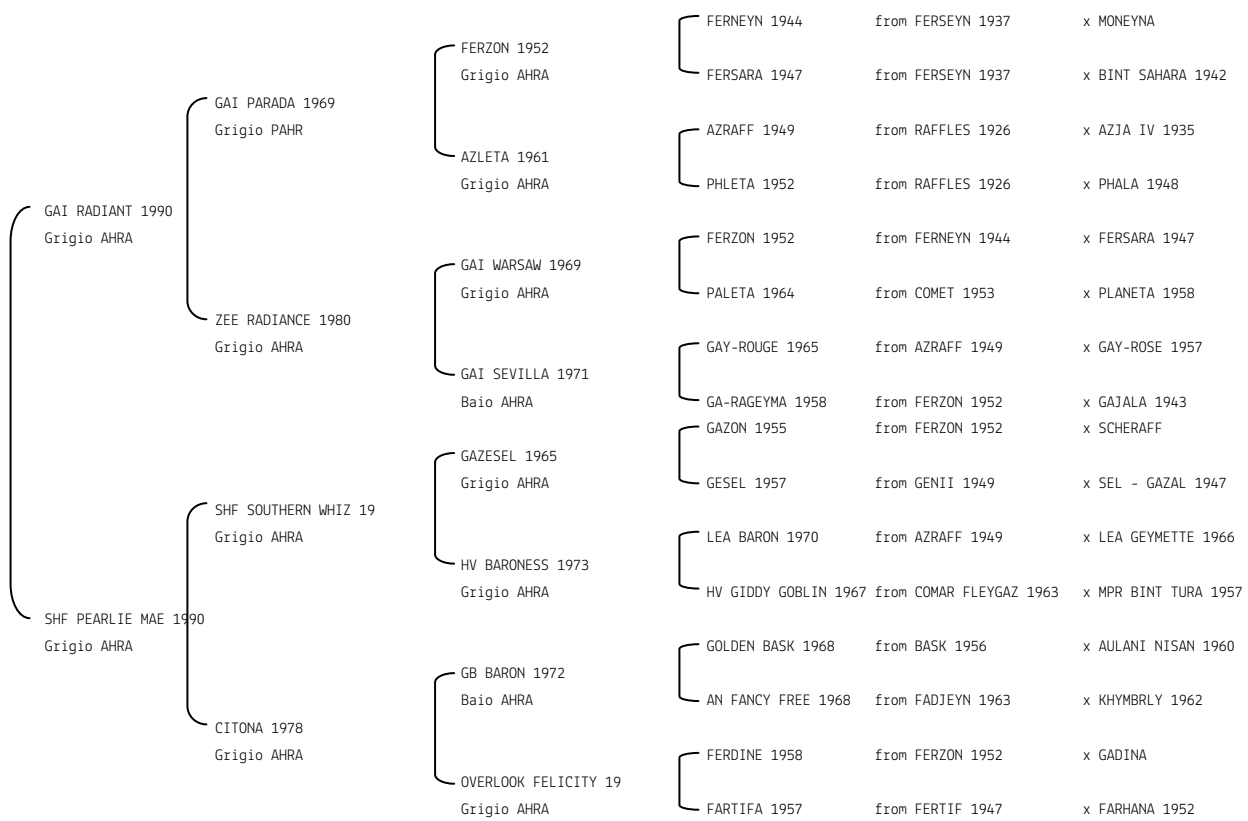 FERNEYN 1944 from FERSEYN 1937 x MONEYNA
FERZON 1952
Grigio AHRA FERSARA 1947 from FERSEYN 1937 x BINT SAHARA 1942
GAI PARADA 1969
Grigio PAHR AZRAFF 1949 from RAFFLES 1926 x AZJA IV 1935
AZLETA 1961
Grigio AHRA PHLETA 1952 from RAFFLES 1926 x PHALA 1948
GAI RADIANT 1990
Grigio AHRA FERZON 1952 from FERNEYN 1944 x FERSARA 1947
GAI WARSAW 1969
Grigio AHRA PALETA 1964 from COMET 1953 x PLANETA 1958
ZEE RADIANCE 1980
Grigio AHRA GAY-ROUGE 1965 from AZRAFF 1949 x GAY-ROSE 1957
GAI SEVILLA 1971
Baio AHRA GA-RAGEYMA 1958 from FERZON 1952 x GAJALA 1943
GAZON 1955 from FERZON 1952 x SCHERAFF
GAZESEL 1965
Grigio AHRA GESEL 1957 from GENII 1949 x SEL - GAZAL 1947
SHF SOUTHERN WHIZ 19
Grigio AHRA LEA BARON 1970 from AZRAFF 1949 x LEA GEYMETTE 1966
HV BARONESS 1973
Grigio AHRA HV GIDDY GOBLIN 1967 from COMAR FLEYGAZ 1963 x MPR BINT TURA 1957
SHF PEARLIE MAE 1990
Grigio AHRA GOLDEN BASK 1968 from BASK 1956 x AULANI NISAN 1960
GB BARON 1972
Baio AHRA AN FANCY FREE 1968 from FADJEYN 1963 x KHYMBRLY 1962
CITONA 1978
Grigio AHRA FERDINE 1958 from FERZON 1952 x GADINA
OVERLOOK FELICITY 19
Grigio AHRA FARTIFA 1957 from FERTIF 1947 x FARHANA 1952